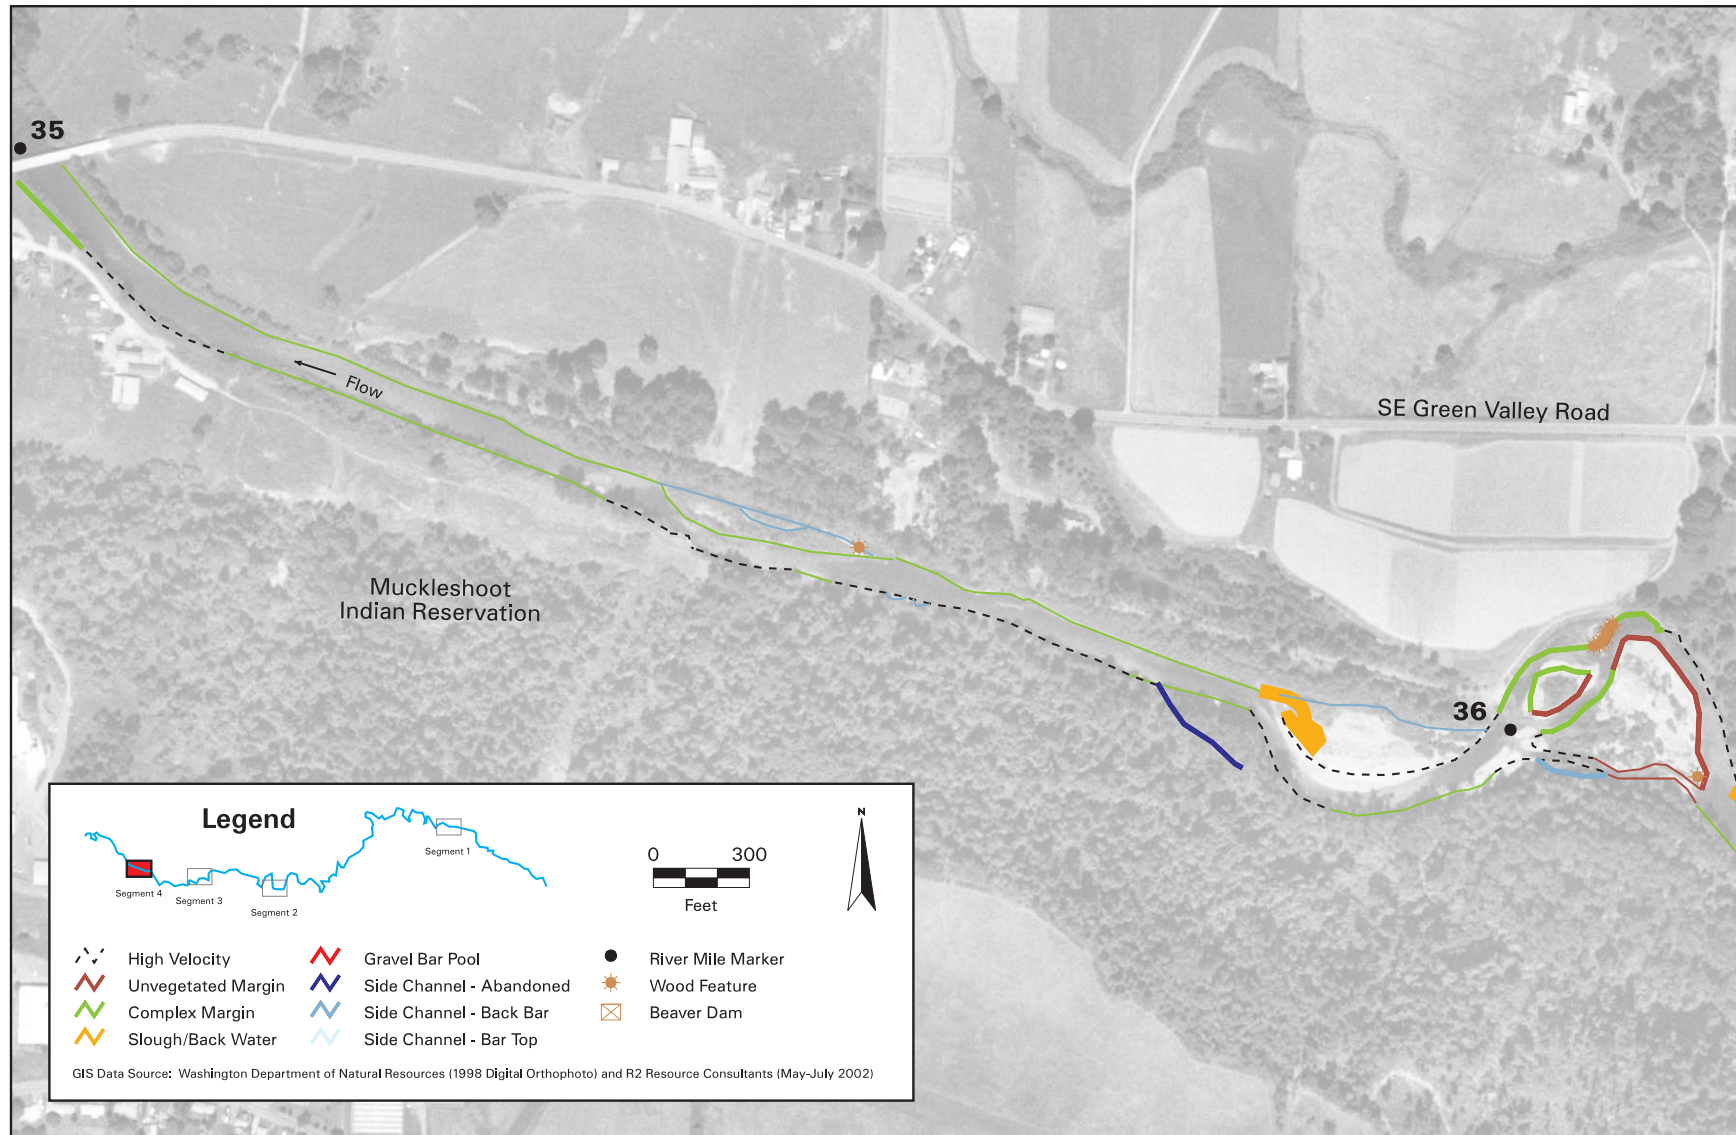 35
Flow
SE Green Valley Road
Muckleshoot
Indian Reservation
36
Legend
Segment 1
Segment 4
Segment 3
Segment 2
0 300
Feet
N
High Velocity
Unvegetated Margin
Complex Margin
Slough/Back Water
Gravel Bar Pool
Side Channel - Abandoned
Side Channel - Back Bar
Side Channel - Bar Top
River Mile Marker
Wood Feature
Beaver Dam
GIS Data Source: Washington Department of Natural Resources (1998 Digital Orthophoto) and R2 Resource Consultants (May-July 2002)